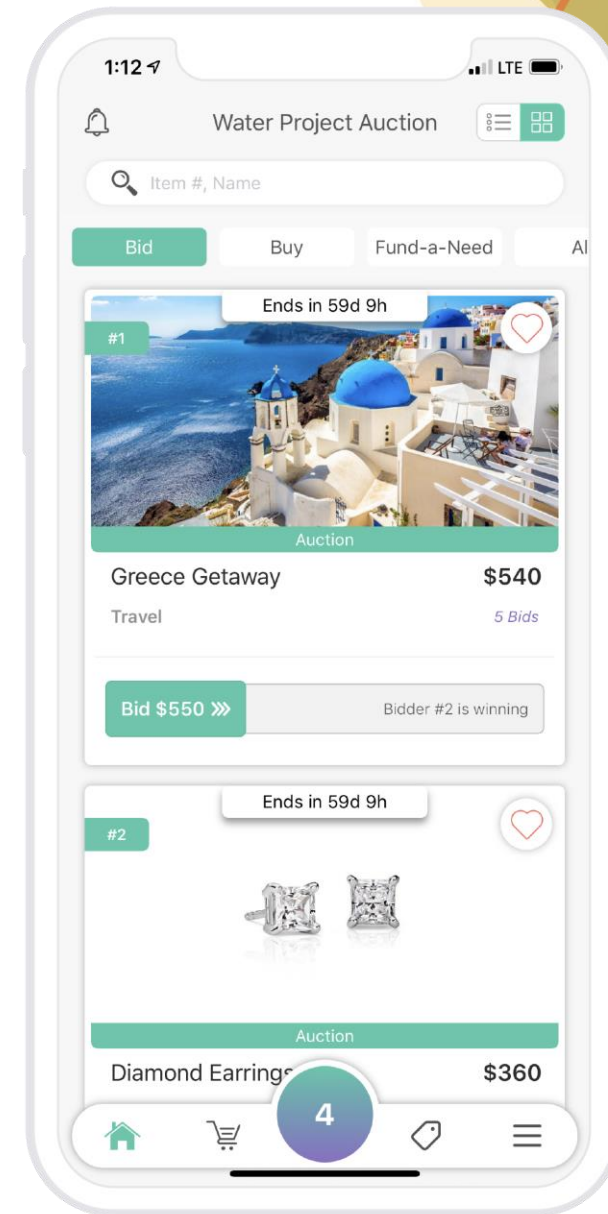 1:12 LTE
Water Project Auction
Item #, Name
Bid Buy Fund-a-Need Al
Ends in 59d 9h
#1
Auction
Greece Getaway $540
Travel 5 Bids
Bid $550 Bidder #2 is winning
Ends in 59d 9h
#2
Auction
Diamond Earrings $360
4